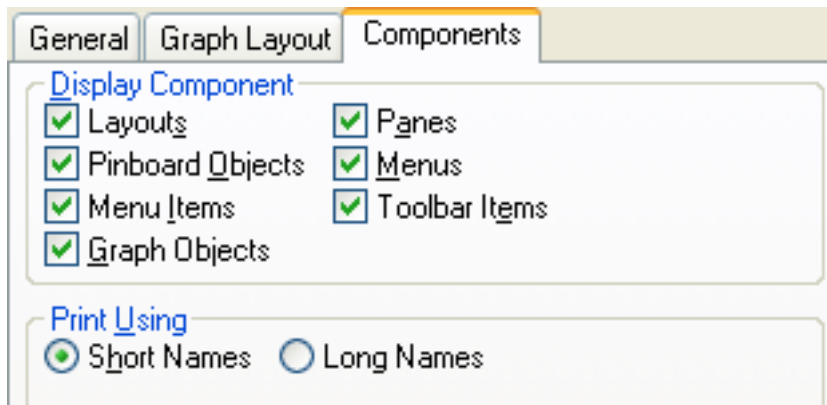 General Graph Layout Components
Display Component
Layouts Panes
Pinboard Objects Menus
Menu Items Toolbar Items
Graph Objects
Print Using
Short Names Long Names